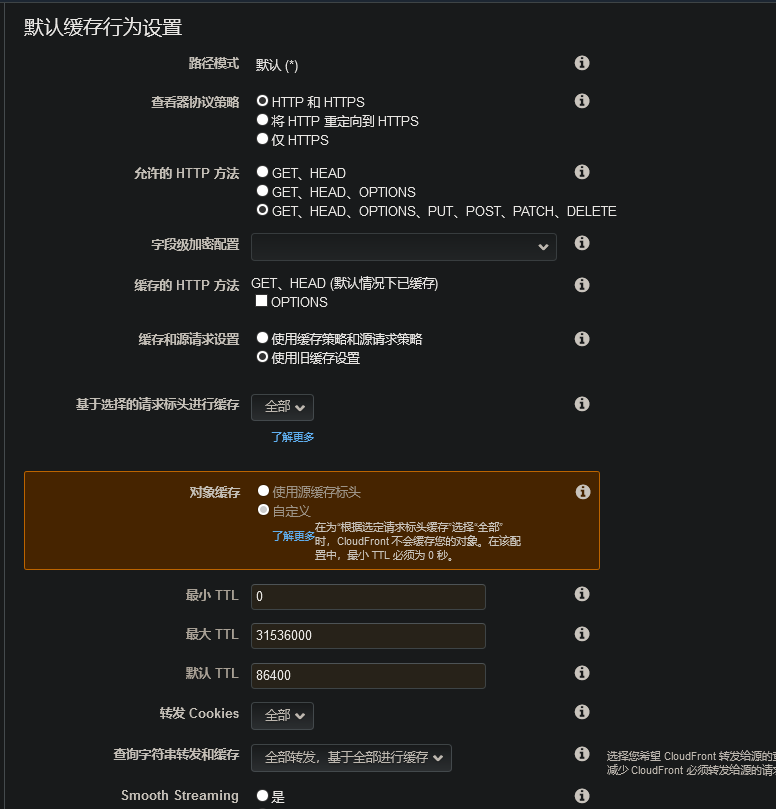 默认缓存行为设置
路径模式 默认 (*)
查看器协议策略 HTTP 和 HTTPS
将 HTTP 重定向到 HTTPS
仅 HTTPS
允许的 HTTP 方法 GET、HEAD
GET、HEAD、OPTIONS
GET、HEAD、OPTIONS、PUT、POST、PATCH、DELETE
字段级加密配置
缓存的 HTTP 方法 GET、HEAD (默认情况下已缓存)
OPTIONS
缓存和源请求设置 使用缓存策略和源请求策略
使用旧缓存设置
基于选择的请求标头进行缓存 全部
了解更多
对象缓存 使用源缓存标头
自定义
了解更多 在为“根据选定请求标头缓存”选择“全部”
时，CloudFront 不会缓存您的对象。在该配
置中，最小 TTL 必须为 0 秒。
最小 TTL 0
最大 TTL 31536000
默认 TTL 86400
转发 Cookies 全部
查询字符串转发和缓存 全部转发，基于全部进行缓存 选择您希望 CloudFront 转发给源的
减少 CloudFront 必须转发给源的请求
Smooth Streaming 是